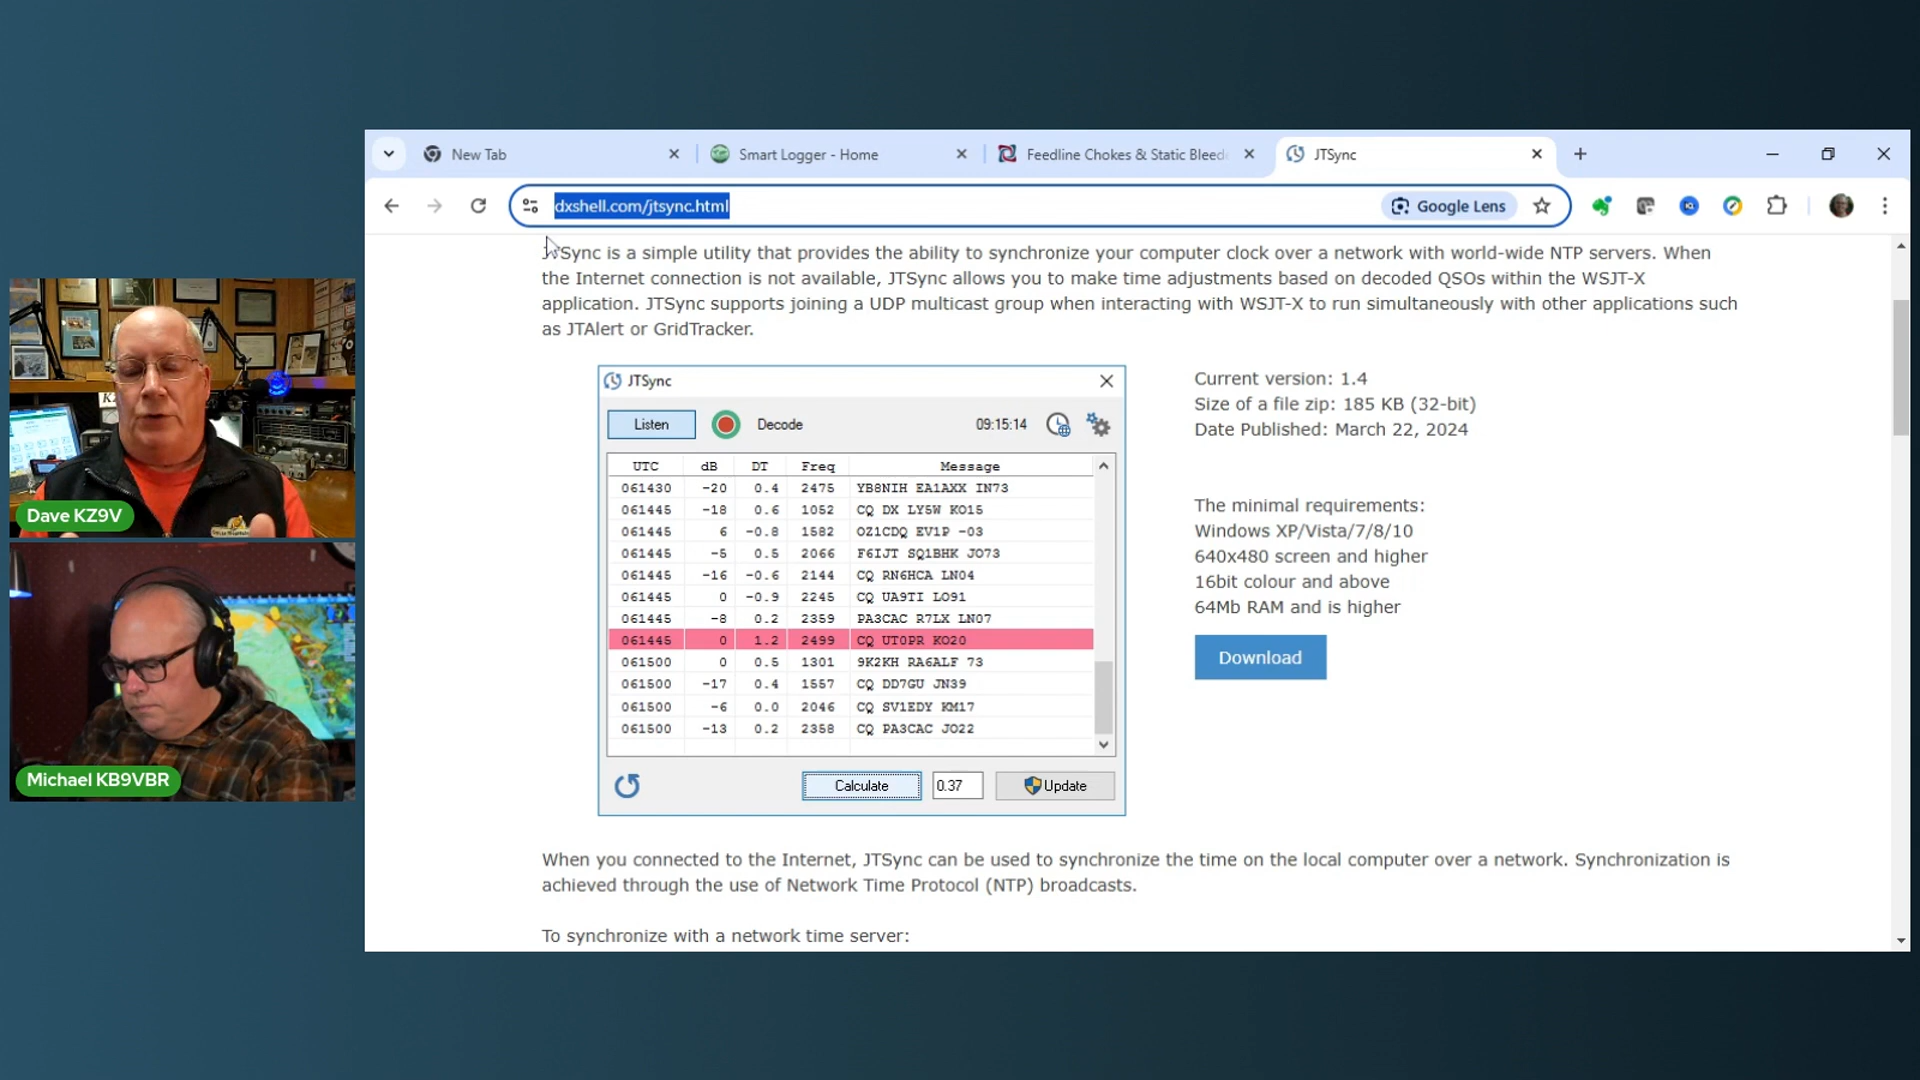 New Tab
Smart Logger - Home
Feedline Chokes & Static Bleed
JTSync
dxshell.com/jtsync.html
Google Lens
JTSync is a simple utility that provides the ability to synchronize your computer clock over a network with world-wide NTP servers. When
the Internet connection is not available, JTSync allows you to make time adjustments based on decoded QSOs within the WSJT-X
application. JTSync supports joining a UDP multicast group when interacting with WSJT-X to run simultaneously with other applications such
as JTAlert or GridTracker.
JTSync
Listen Decode 09:15:14
UTC dB DT Freq Message
061430 -20 0.4 2475 YB8NIH EA1AXX IN73
061445 -18 0.6 1052 CQ DX LY5W KO15
061445 6 -0.8 1582 OZ1CDQ EV1P -03
061445 -5 0.5 2066 F6IJT SQ1BHK JO73
061445 -16 -0.6 2144 CQ RN6HCA LN04
061445 0 -0.9 2245 CQ UA9TI LO91
061445 -8 0.2 2359 PA3CAC R7LX LN07
061445 0 1.2 2499 CQ UT0PR KO20
061500 0 0.5 1301 9K2KH RA6ALF 73
061500 -17 0.4 1557 CQ DD7GU JN39
061500 -6 0.0 2046 CQ SV1EDY KM17
061500 -13 0.2 2358 CQ PA3CAC JO22
Calculate 0.37 Update
Current version: 1.4
Size of a file zip: 185 KB (32-bit)
Date Published: March 22, 2024
The minimal requirements:
Windows XP/Vista/7/8/10
640x480 screen and higher
16bit colour and above
64Mb RAM and is higher
Download
When you connected to the Internet, JTSync can be used to synchronize the time on the local computer over a network. Synchronization is
achieved through the use of Network Time Protocol (NTP) broadcasts.
To synchronize with a network time server:
Dave KZ9V
Michael KB9VBR